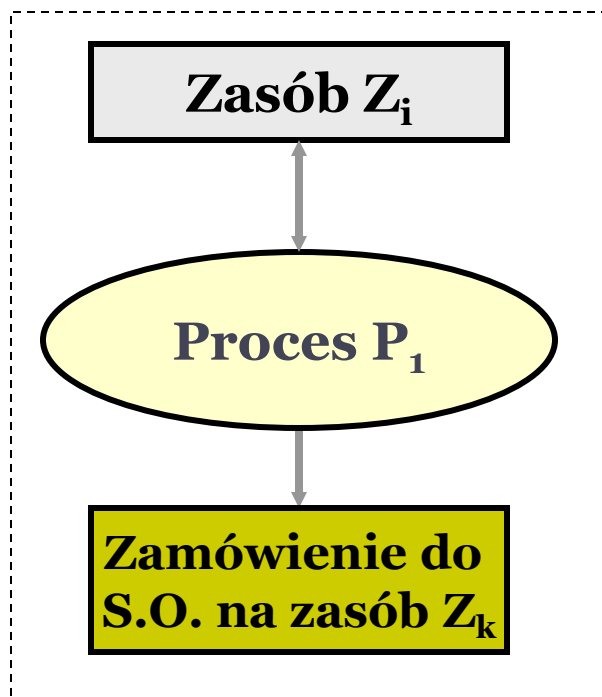 Zasób Zᵢ
Proces P₁
Zamówienie do
S.O. na zasób Zₖ